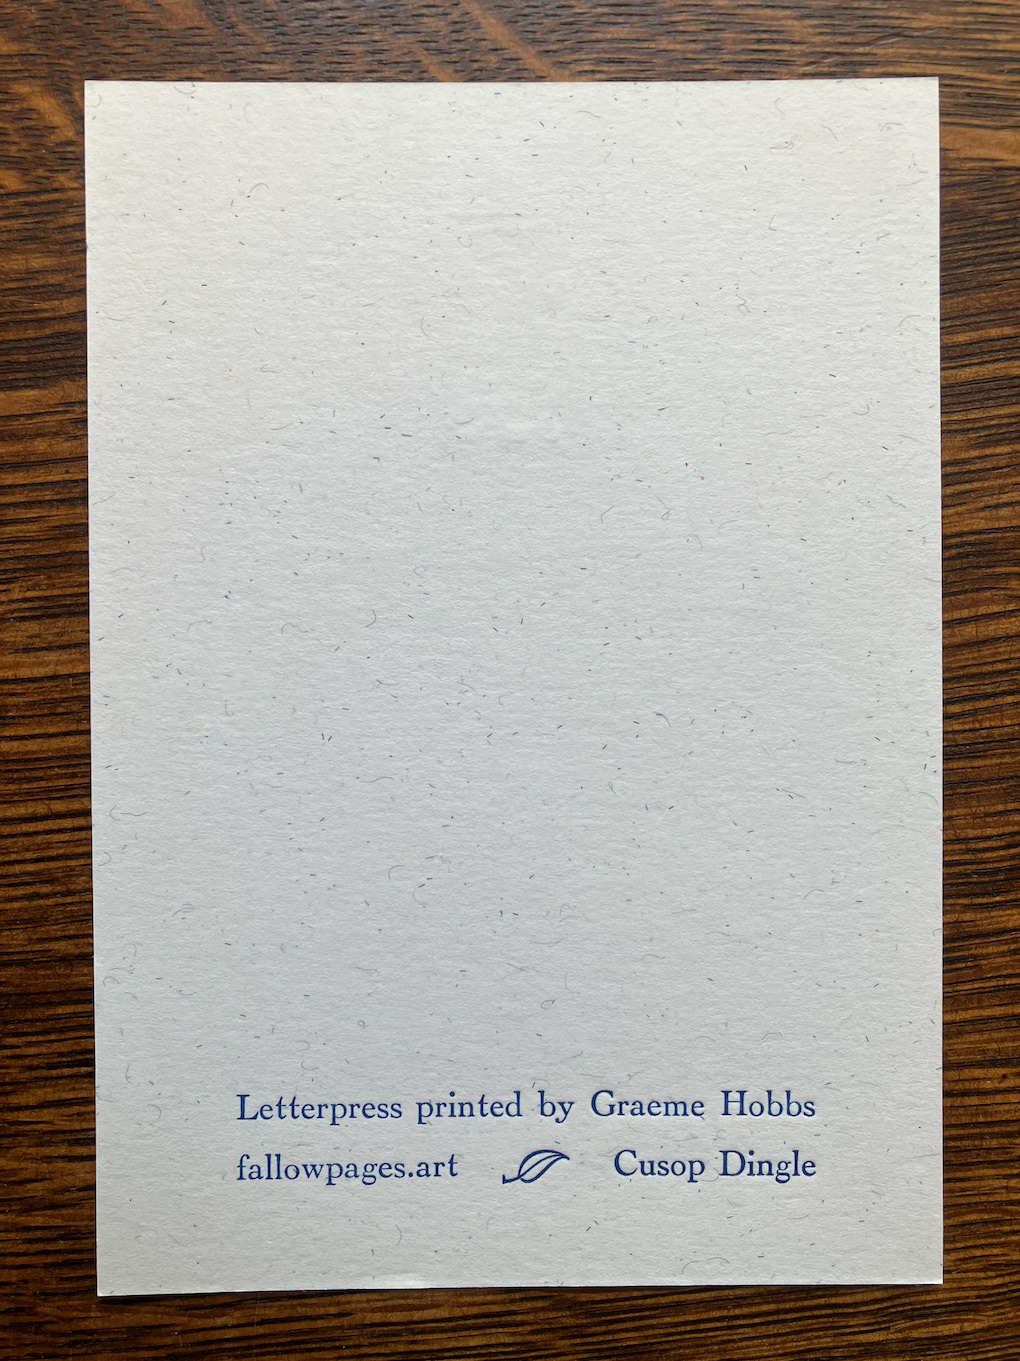 Letterpress printed by Graeme Hobbs
fallowpages.art Cusop Dingle